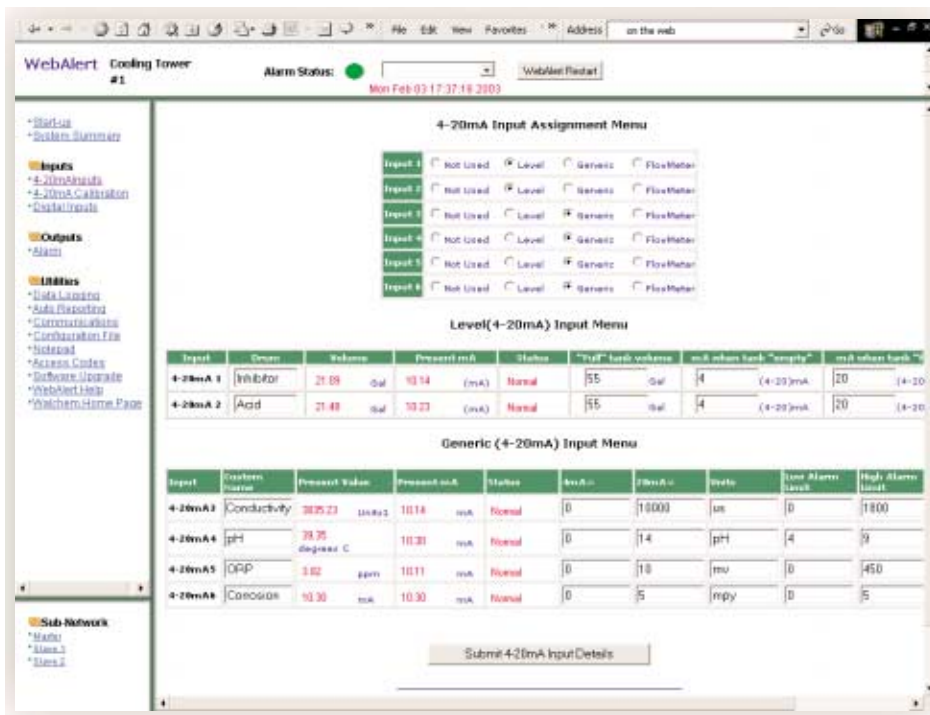 File Edit View Favorites » Address on the web Go
WebAlert Cooling Tower
#1
Alarm Status: WebAlert Restart
Mon Feb 03 17:37:16 2003
Start-up
System Summary
Inputs
4-20mA Inputs
4-20mA Calibration
Digital Inputs
Outputs
Alarm
Utilities
Data Logging
Auto Reporting
Communications
Configuration File
Notepad
Access Codes
Software Upgrade
WebAlert Help
Walchem Home Page
Sub-Network
Master
Slave 1
Slave 2
4-20mA Input Assignment Menu
Input 1 Not Used Level Generic FlowMeter
Input 2 Not Used Level Generic FlowMeter
Input 3 Not Used Level Generic FlowMeter
Input 4 Not Used Level Generic FlowMeter
Input 5 Not Used Level Generic FlowMeter
Input 6 Not Used Level Generic FlowMeter
Level(4-20mA) Input Menu
Input Drum Volume Present mA Status "Full" tank volume mA when tank "empty" mA when tank "f
4-20mA 1 Inhibitor 21.09 Gal 10.14 (mA) Normal 55 Gal 4 (4-20)mA 20 (4-20
4-20mA 2 Acid 21.40 Gal 10.23 (mA) Normal 55 Gal 4 (4-20)mA 20 (4-20
Generic (4-20mA) Input Menu
Input Custom Name Present Value Present mA Status 4mA = 20mA = Units Low Alarm Limit High Alarm Limit
4-20mA3 Conductivity 3835.23 Units1 10.14 mA Normal 0 10000 us 0 1800
4-20mA4 pH 39.35 degrees C 10.30 mA Normal 0 14 pH 4 9
4-20mA5 ORP 3.82 ppm 10.11 mA Normal 0 10 mv 0 450
4-20mA6 Corrosion 10.30 mA 10.30 mA Normal 0 5 mpy 0 5
Submit 4-20mA Input Details